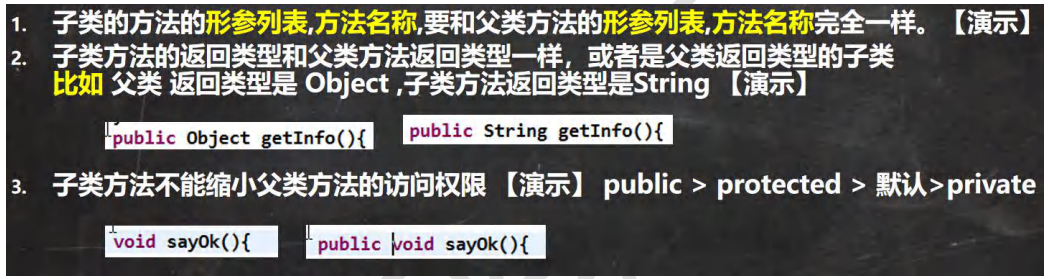 1. 子类的方法的形参列表,方法名称,要和父类方法的形参列表,方法名称完全一样。 【演示】
2. 子类方法的返回类型和父类方法返回类型一样，或者是父类返回类型的子类
比如 父类 返回类型是 Object ,子类方法返回类型是String 【演示】
public Object getInfo(){ public String getInfo(){
3. 子类方法不能缩小父类方法的访问权限 【演示】 public > protected > 默认>private
void sayOk(){ public void sayOk(){